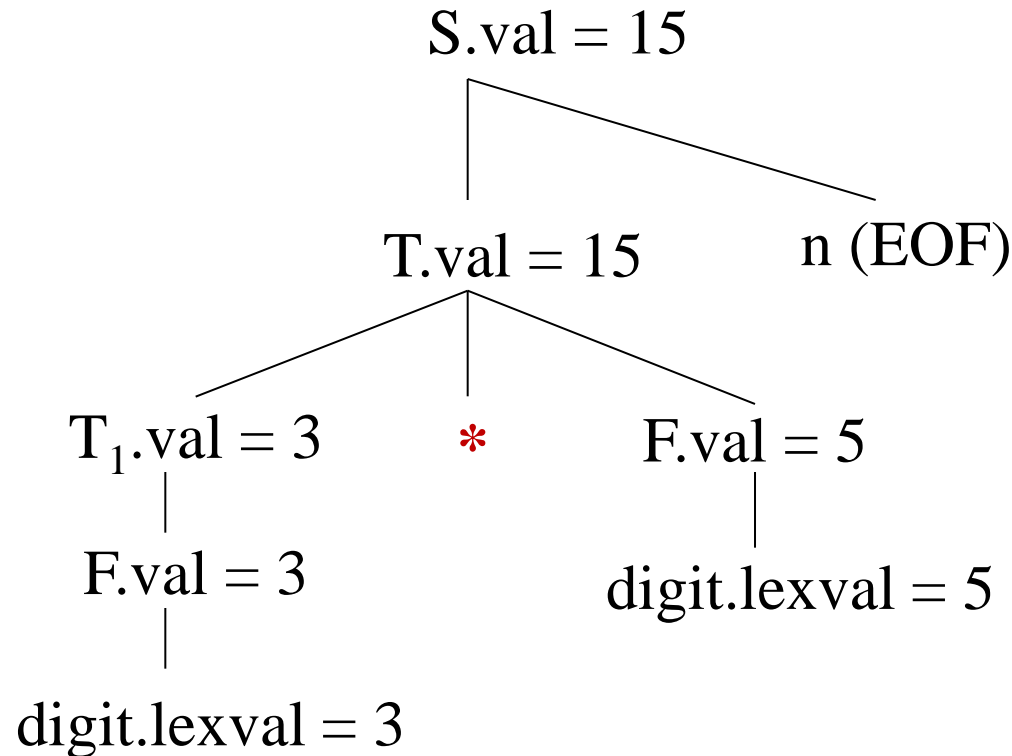 S.val = 15
T.val = 15
n (EOF)
T₁.val = 3
*
F.val = 5
F.val = 3
digit.lexval = 5
digit.lexval = 3